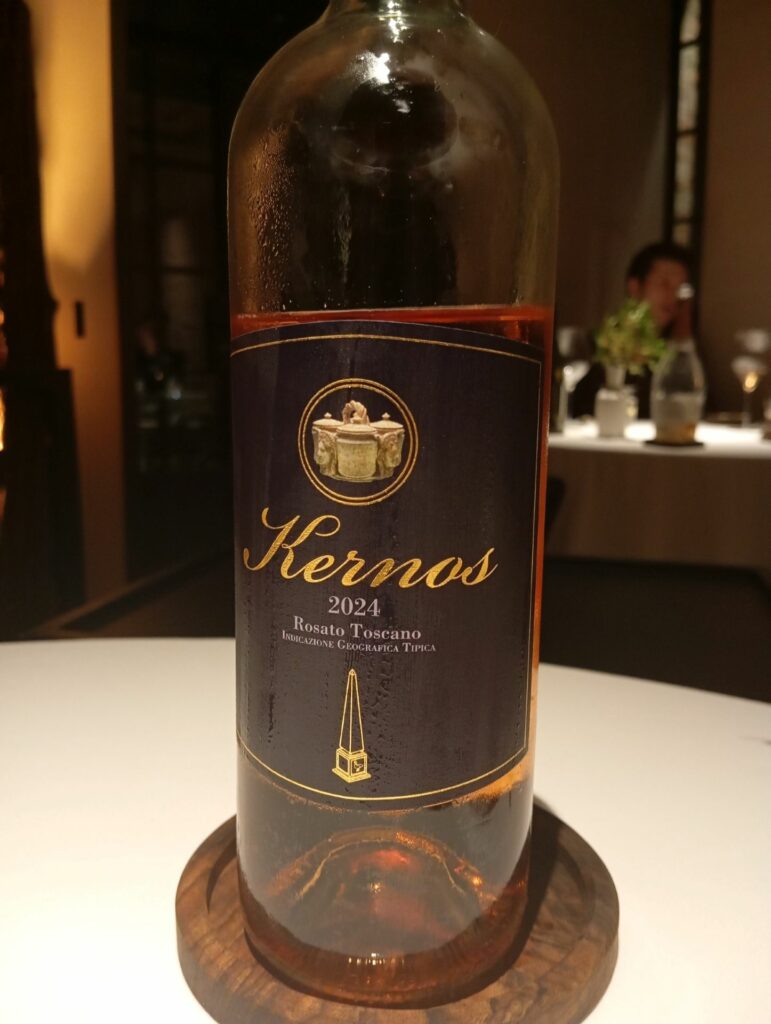 Kernos
2024
Rosato Toscano
Indicazione Geografica Tipica